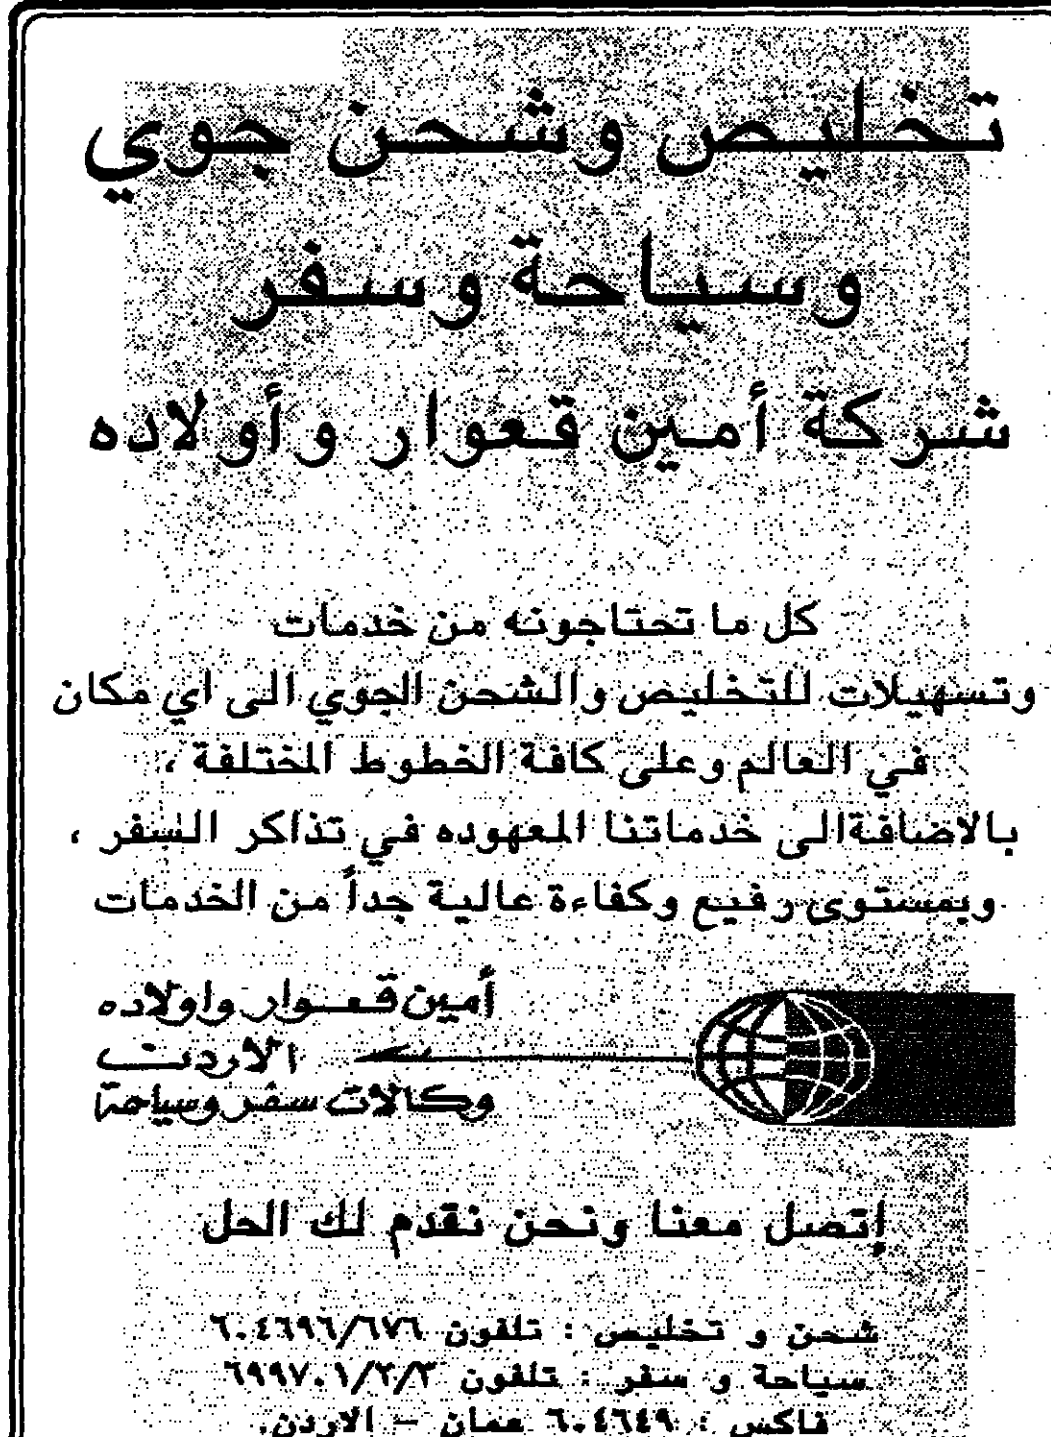 تخليص وشحن جوي
وسياحة وسفر
شركة أمين قعوار وأولاده
كل ما تحتاجونه من خدمات
وتسهيلات للتخليص والشحن الجوي الى اي مكان
في العالم وعلى كافة الخطوط المختلفة ،
بالاضافةالى خدماتنا المعهوده في تذاكر السفر ،
وبمستوى رفيع وكفاءة عالية جداً من الخدمات
أمين قعوار واولاده
الاردن
وكالات سفر وسياحة
إتصل معنا ونحن نقدم لك الحل
شحن و تخليص : تلفون ٦٠٤٦٩٦/٦٧٦
سياحة و سفر : تلفون ٦٩٩٧٠١/٢/٣
فاكس : ٦٠٤٦٤٩ عمان – الاردن.